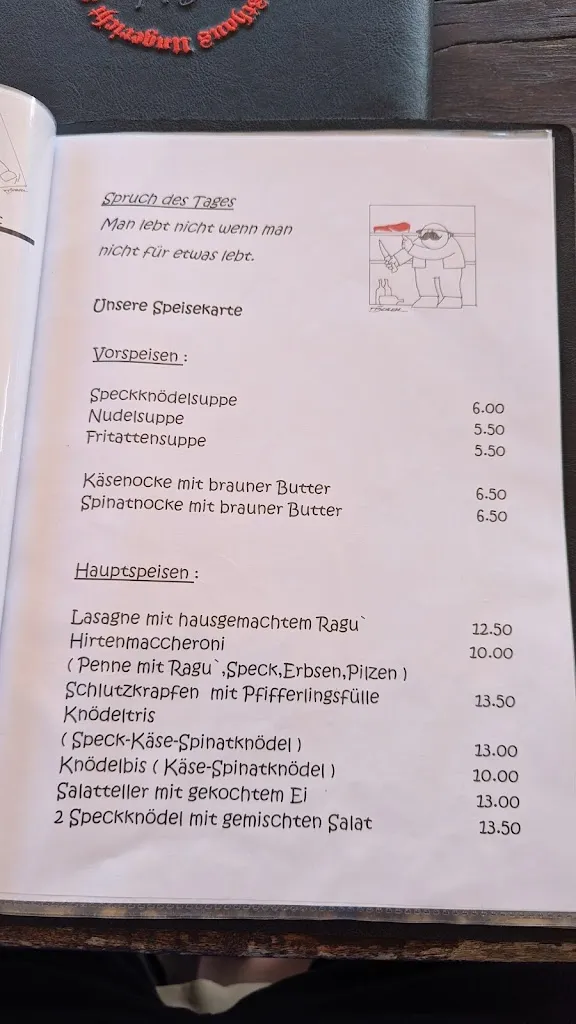 Ungericht
Spruch des Tages
Man lebt nicht wenn man
nicht für etwas lebt.
Unsere Speisekarte
Vorspeisen :
Speckknödelsuppe 6.00
Nudelsuppe 5.50
Fritattensuppe 5.50
Käsenocke mit brauner Butter 6.50
Spinatnocke mit brauner Butter 6.50
Hauptspeisen :
Lasagne mit hausgemachtem Ragu` 12.50
Hirtenmaccheroni 10.00
( Penne mit Ragu`,Speck,Erbsen,Pilzen )
Schlutzkrapfen mit Pfifferlingsfülle 13.50
Knödeltris
( Speck-Käse-Spinatknödel ) 13.00
Knödelbis ( Käse-Spinatknödel ) 10.00
Salatteller mit gekochtem Ei 13.00
2 Speckknödel mit gemischten Salat 13.50